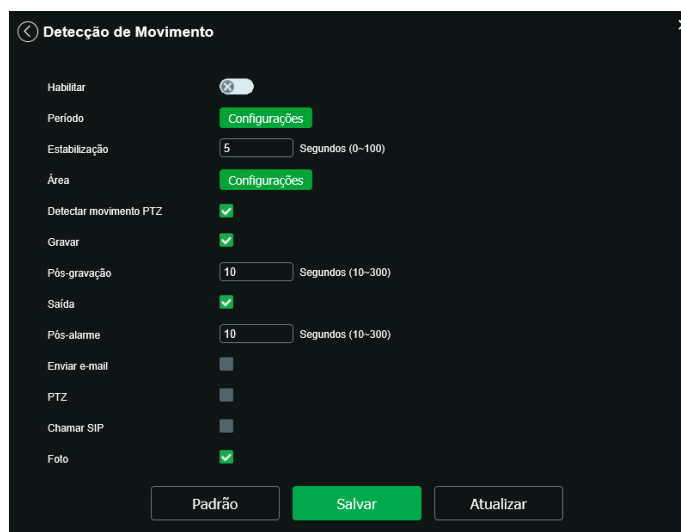 Detecção de Movimento
Habilitar
Período Configurações
Estabilização 5 Segundos (0~100)
Área Configurações
Detectar movimento PTZ
Gravar
Pós-gravação 10 Segundos (10~300)
Saída
Pós-alarme 10 Segundos (10~300)
Enviar e-mail
PTZ
Chamar SIP
Foto
Padrão Salvar Atualizar